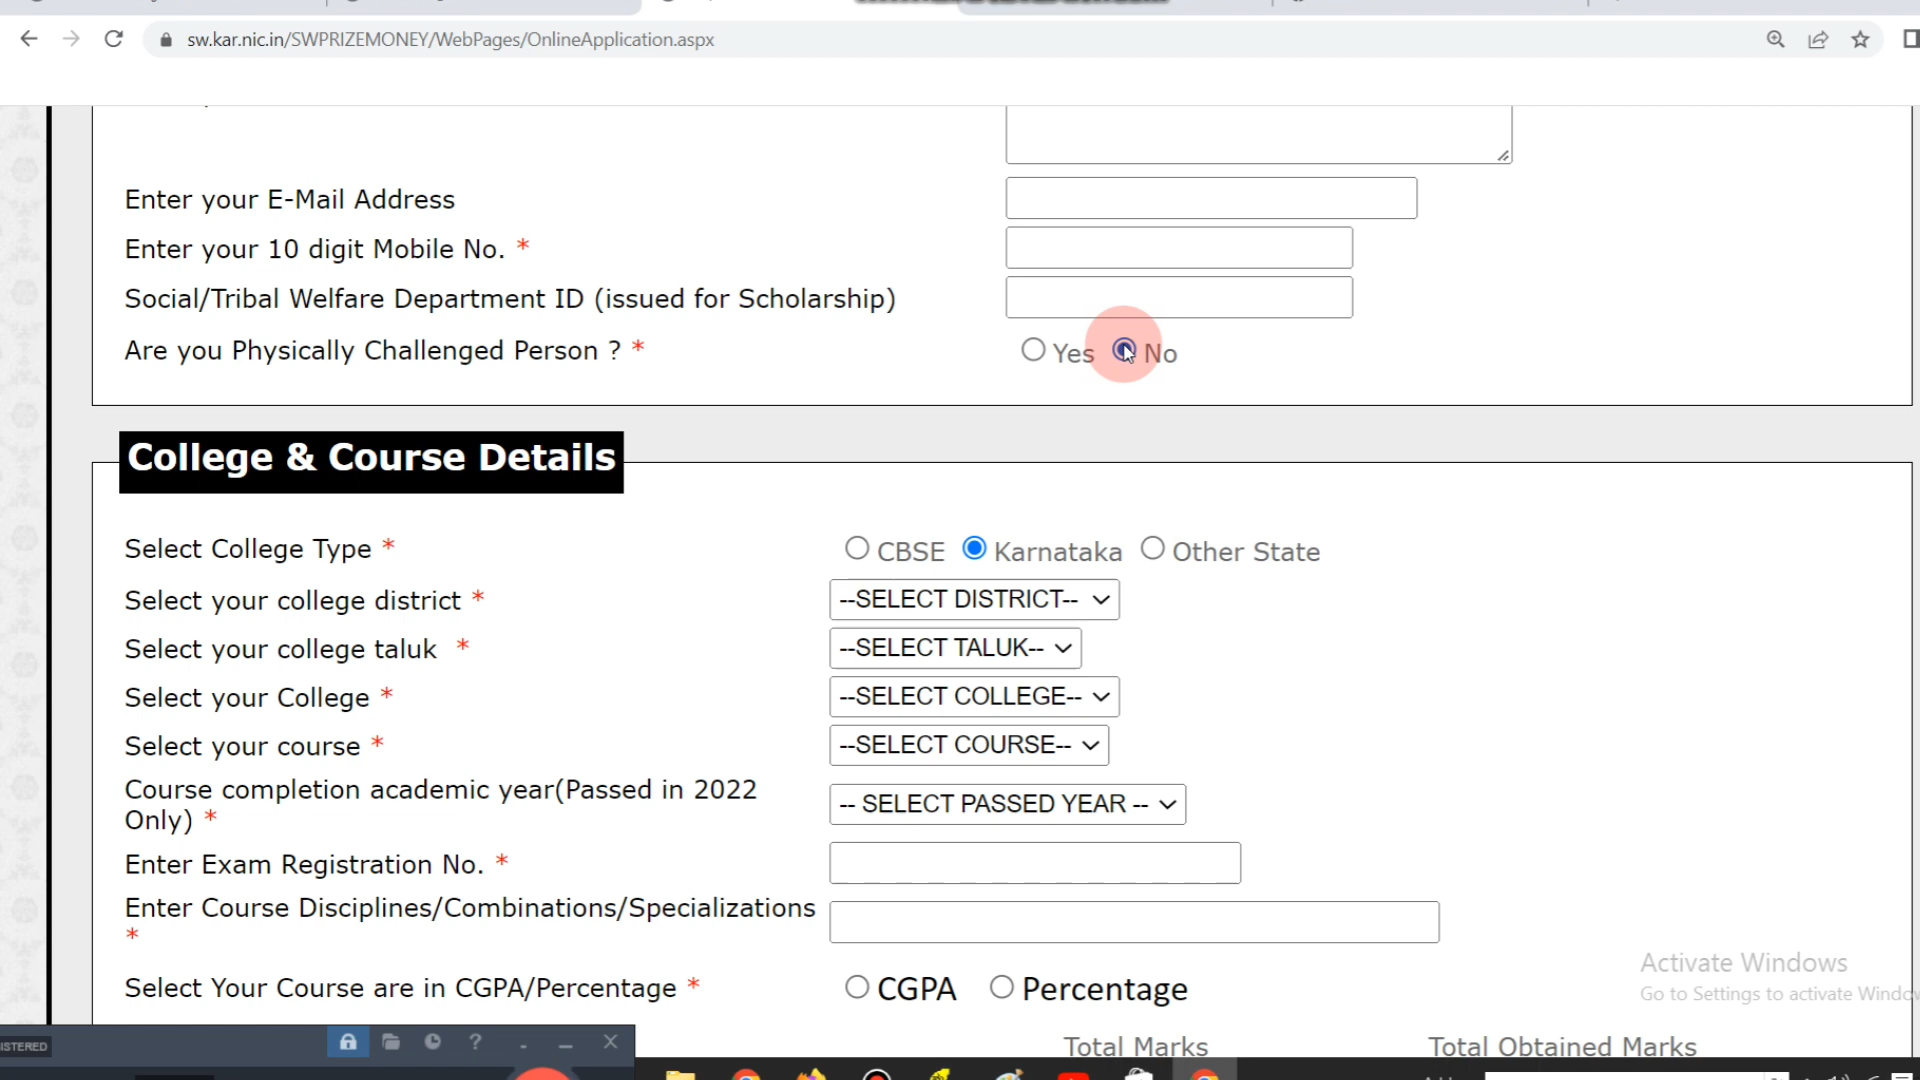 sw.kar.nic.in/SWPRIZEMONEY/WebPages/OnlineApplication.aspx
Enter your E-Mail Address
Enter your 10 digit Mobile No. *
Social/Tribal Welfare Department ID (issued for Scholarship)
Are you Physically Challenged Person ? * Yes No
College & Course Details
Select College Type * CBSE Karnataka Other State
Select your college district * --SELECT DISTRICT--
Select your college taluk * --SELECT TALUK--
Select your College * --SELECT COLLEGE--
Select your course * --SELECT COURSE--
Course completion academic year(Passed in 2022
Only) * -- SELECT PASSED YEAR --
Enter Exam Registration No. *
Enter Course Disciplines/Combinations/Specializations
*
Select Your Course are in CGPA/Percentage * CGPA Percentage
Activate Windows
Go to Settings to activate Windo
ISTERED
Total Marks Total Obtained Marks